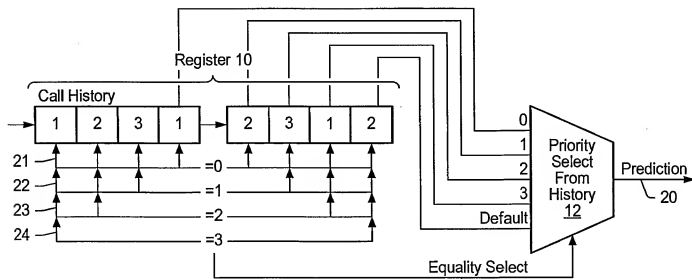 Register 10
Call History
1 2 3 1 2 3 1 2
21
22
23
24
=0
=1
=2
=3
0
1
2
3
Default
Priority
Select
From
History
12
Prediction
20
Equality Select